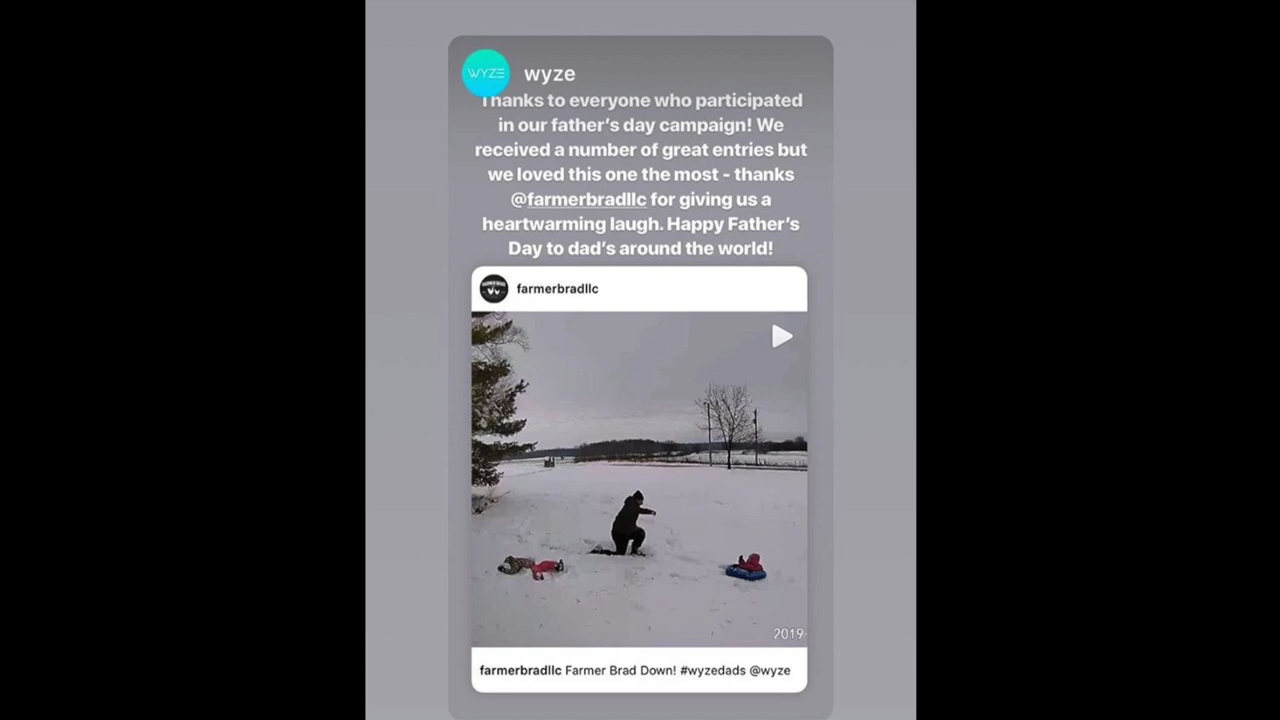 WYZE
wyze
Thanks to everyone who participated
in our father's day campaign! We
received a number of great entries but
we loved this one the most - thanks
@farmerbradllc for giving us a
heartwarming laugh. Happy Father's
Day to dad's around the world!
FARMER BRAD
farmerbradllc
2019
farmerbradllc Farmer Brad Down! #wyzedads @wyze